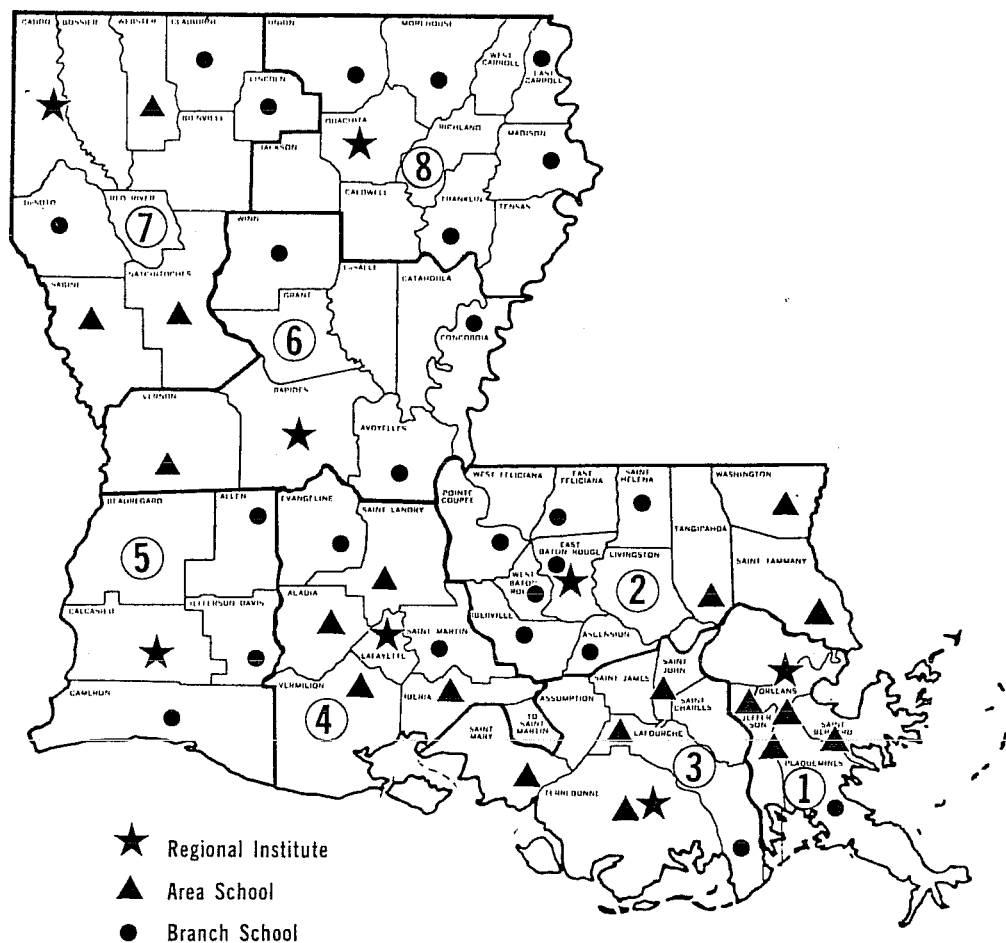 CADDO BOSSIER WEBSTER CLAIBORNE UNION MOREHOUSE
WEST CARROLL
EAST CARROLL
LINCOLN
BIENVILLE
OUACHITA
RICHLAND
MADISON
JACKSON
8
CALDWELL
FRANKLIN
TENSAS
DESOTO
RED RIVER
7
WINN
NATCHITOCHES
SABINE
LASALLE
CATAHOULA
GRANT
6
CONCORDIA
RAPIDES
VERNON
AVOYELLES
WEST FELICIANA
EAST FELICIANA
SAINT HELENA
WASHINGTON
POINTE COUPEE
BEAUREGARD
ALLEN
EVANGELINE
SAINT LANDRY
TANGIPAHOA
5
EAST BATON ROUGE
LIVINGSTON
2
SAINT TAMMANY
WEST BATON
CALCASIEU
JEFFERSON DAVIS
ACADIA
IBERVILLE
LAFAYETTE
SAINT MARTIN
ASCENSION
CAMERON
VERMILION
IBERIA
ASSUMPTION
SAINT JAMES
SAINT JOHN
SAINT CHARLES
ORLEANS
4
SAINT MARY
TO SAINT MARTIN
LAFOURCHE
JEFFERSON
SAINT BERNARD
3
PLAQUEMINES
1
TERREBONNE
Regional Institute
Area School
Branch School